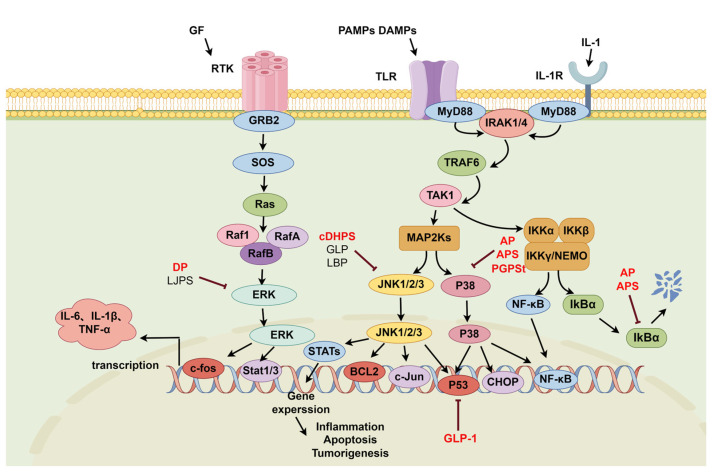 GF
PAMPs DAMPs
IL-1
RTK
TLR
IL-1R
GRB2
MyD88
IRAK1/4
MyD88
SOS
TRAF6
Ras
TAK1
Raf1
RafA
RafB
cDHPS
GLP
LBP
MAP2Ks
AP
APS
PGPSt
IKKα
IKKβ
IKKγ/NEMO
DP
LJPS
ERK
JNK1/2/3
P38
NF-κB
IkBα
AP
APS
IL-6、IL-1β、
TNF-α
ERK
JNK1/2/3
P38
IkBα
STATs
transcription
c-fos
Stat1/3
BCL2
c-Jun
P53
CHOP
NF-κB
Gene
experssion
Inflammation
Apoptosis
Tumorigenesis
GLP-1